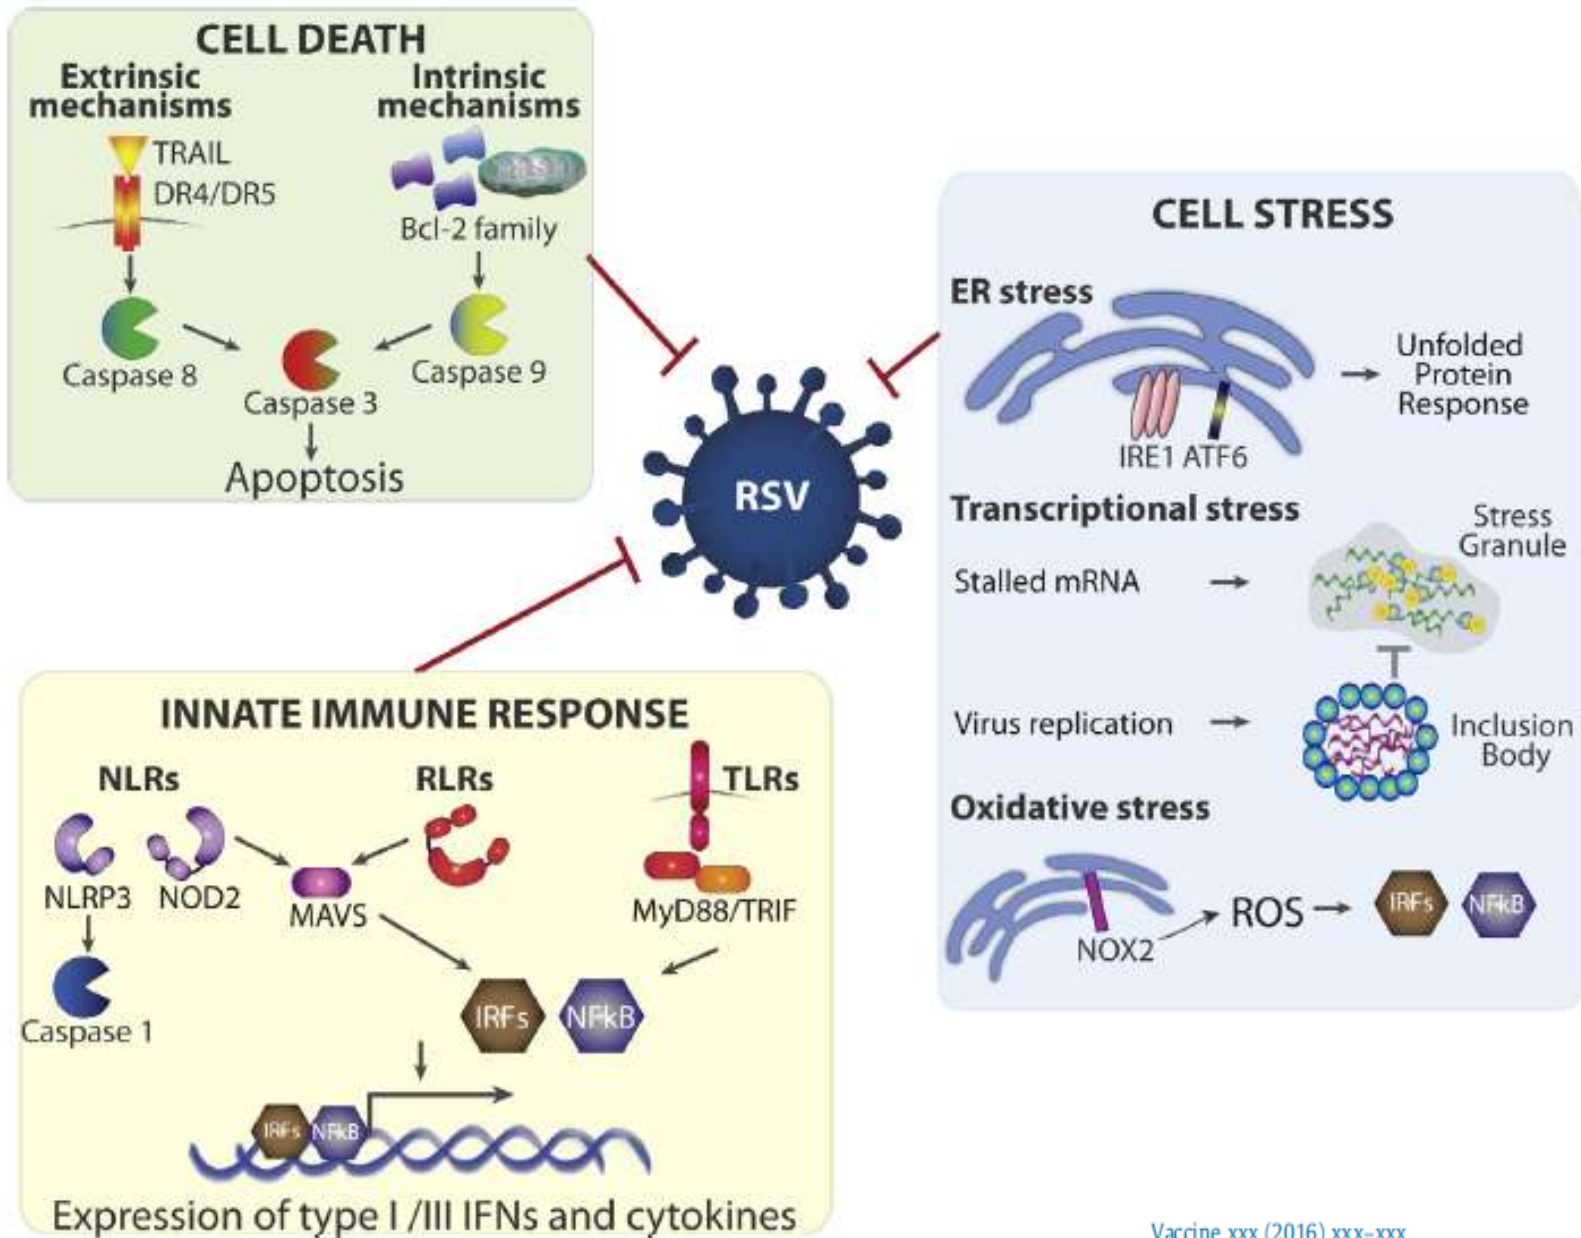 CELL DEATH
Extrinsic
mechanisms
Intrinsic
mechanisms
TRAIL
DR4/DR5
Bcl-2 family
Caspase 8
Caspase 9
Caspase 3
Apoptosis
RSV
CELL STRESS
ER stress
Unfolded
Protein
Response
IRE1 ATF6
Transcriptional stress
Stress
Granule
Stalled mRNA
Virus replication
Inclusion
Body
Oxidative stress
NOX2
ROS
IRFs
NFkB
INNATE IMMUNE RESPONSE
NLRs
RLRs
TLRs
NLRP3
NOD2
MAVS
MyD88/TRIF
Caspase 1
IRFs
NFkB
IRFs
NFkB
Expression of type I /III IFNs and cytokines
Vaccine xxx (2016) xxx–xxx